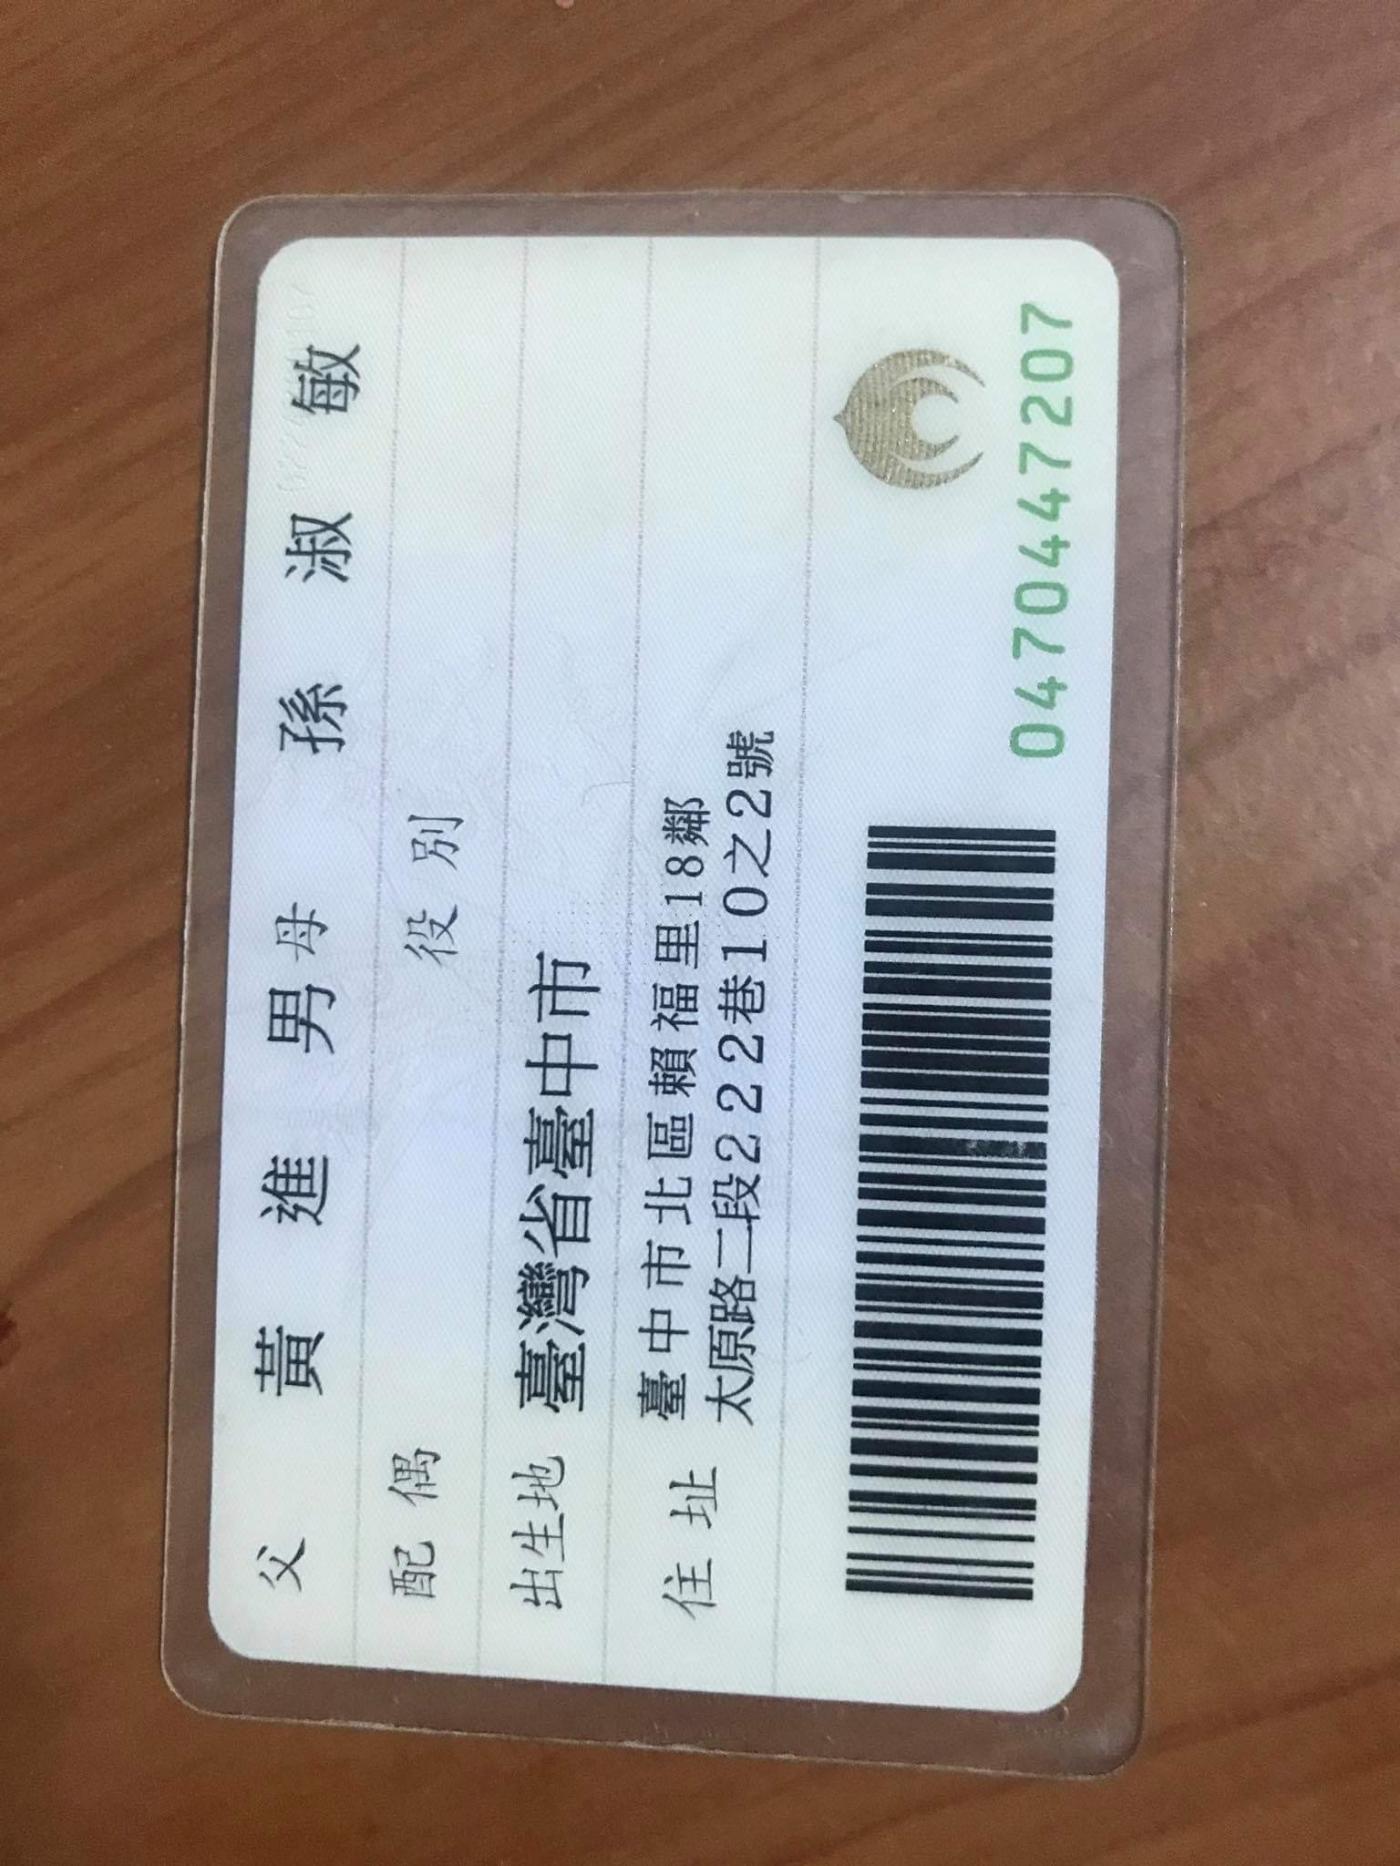 父 黃進男 母 孫淑敏
配偶 役別
出生地 臺灣省臺中市
住址 臺中市北區賴福里18鄰
太原路二段222巷10之2號
0470447207